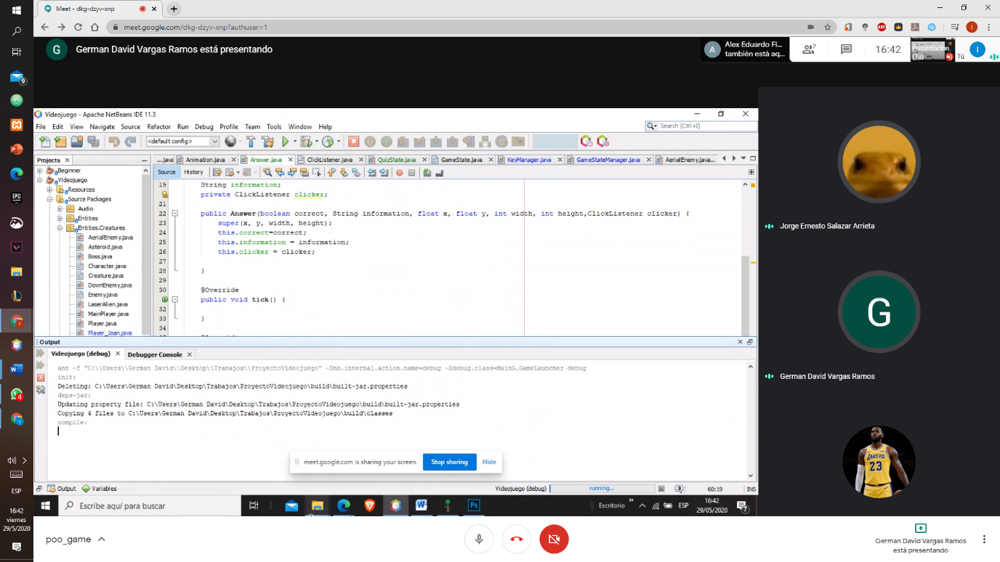 Meet - dkg-dzyv-xnp
meet.google.com/dkg-dzyv-xnp?authuser=1
G
German David Vargas Ramos está presentando
A
Alex Eduardo Fi...
también está aq...
7
16:42
Presentación
(Tú)
Tú
I
Videojuego - Apache NetBeans IDE 11.3
File Edit View Navigate Source Refactor Run Debug Profile Team Tools Window Help
Search (Ctrl+I)
<default config>
Projects
...java Animation.java Answer.java ClickListener.java QuizState.java GameState.java KeyManager.java GameStateManager.java AerialEnemy.java...
Source History
Beginner
Videojuego
Resources
Source Packages
Audio
Entities
Entities.Creatures
AerialEnemy.java
Asteroid.java
Boss.java
Character.java
Creature.java
DownEnemy.java
Enemy.java
LaserAlien.java
MainPlayer.java
Player.java
Player_Joan.java
19 String information;
private ClickListener clicker;
21
22 public Answer(boolean correct, String information, float x, float y, int width, int height,ClickListener clicker) {
23 super(x, y, width, height);
24 this.correct=correct;
25 this.information = information;
26 this.clicker = clicker;
27
28 }
29
30 @Override
public void tick() {
32
33 }
34
Output
Videojuego (debug) Debugger Console
ant -f "C:\\Users\\German David\\Desktop\\Trabajos\\ProyectoVideojuego" -Dnb.internal.action.name=debug -Ddebug.class=MainG.GameLauncher debug
init:
Deleting: C:\Users\German David\Desktop\Trabajos\ProyectoVideojuego\build\built-jar.properties
deps-jar:
Updating property file: C:\Users\German David\Desktop\Trabajos\ProyectoVideojuego\build\built-jar.properties
Copying 4 files to C:\Users\German David\Desktop\Trabajos\ProyectoVideojuego\build\classes
compile:
meet.google.com is sharing your screen. Stop sharing Hide
Output Variables
Videojuego (debug) running... 3 60:19 INS
Escribe aquí para buscar
Escritorio » ESP
16:42
29/05/2020
7
Jorge Ernesto Salazar Arrieta
G
German David Vargas Ramos
LAKERS
23
9
4
ESP
16:42
viernes
29/5/2020
poo_game
German David Vargas Ramos
está presentando